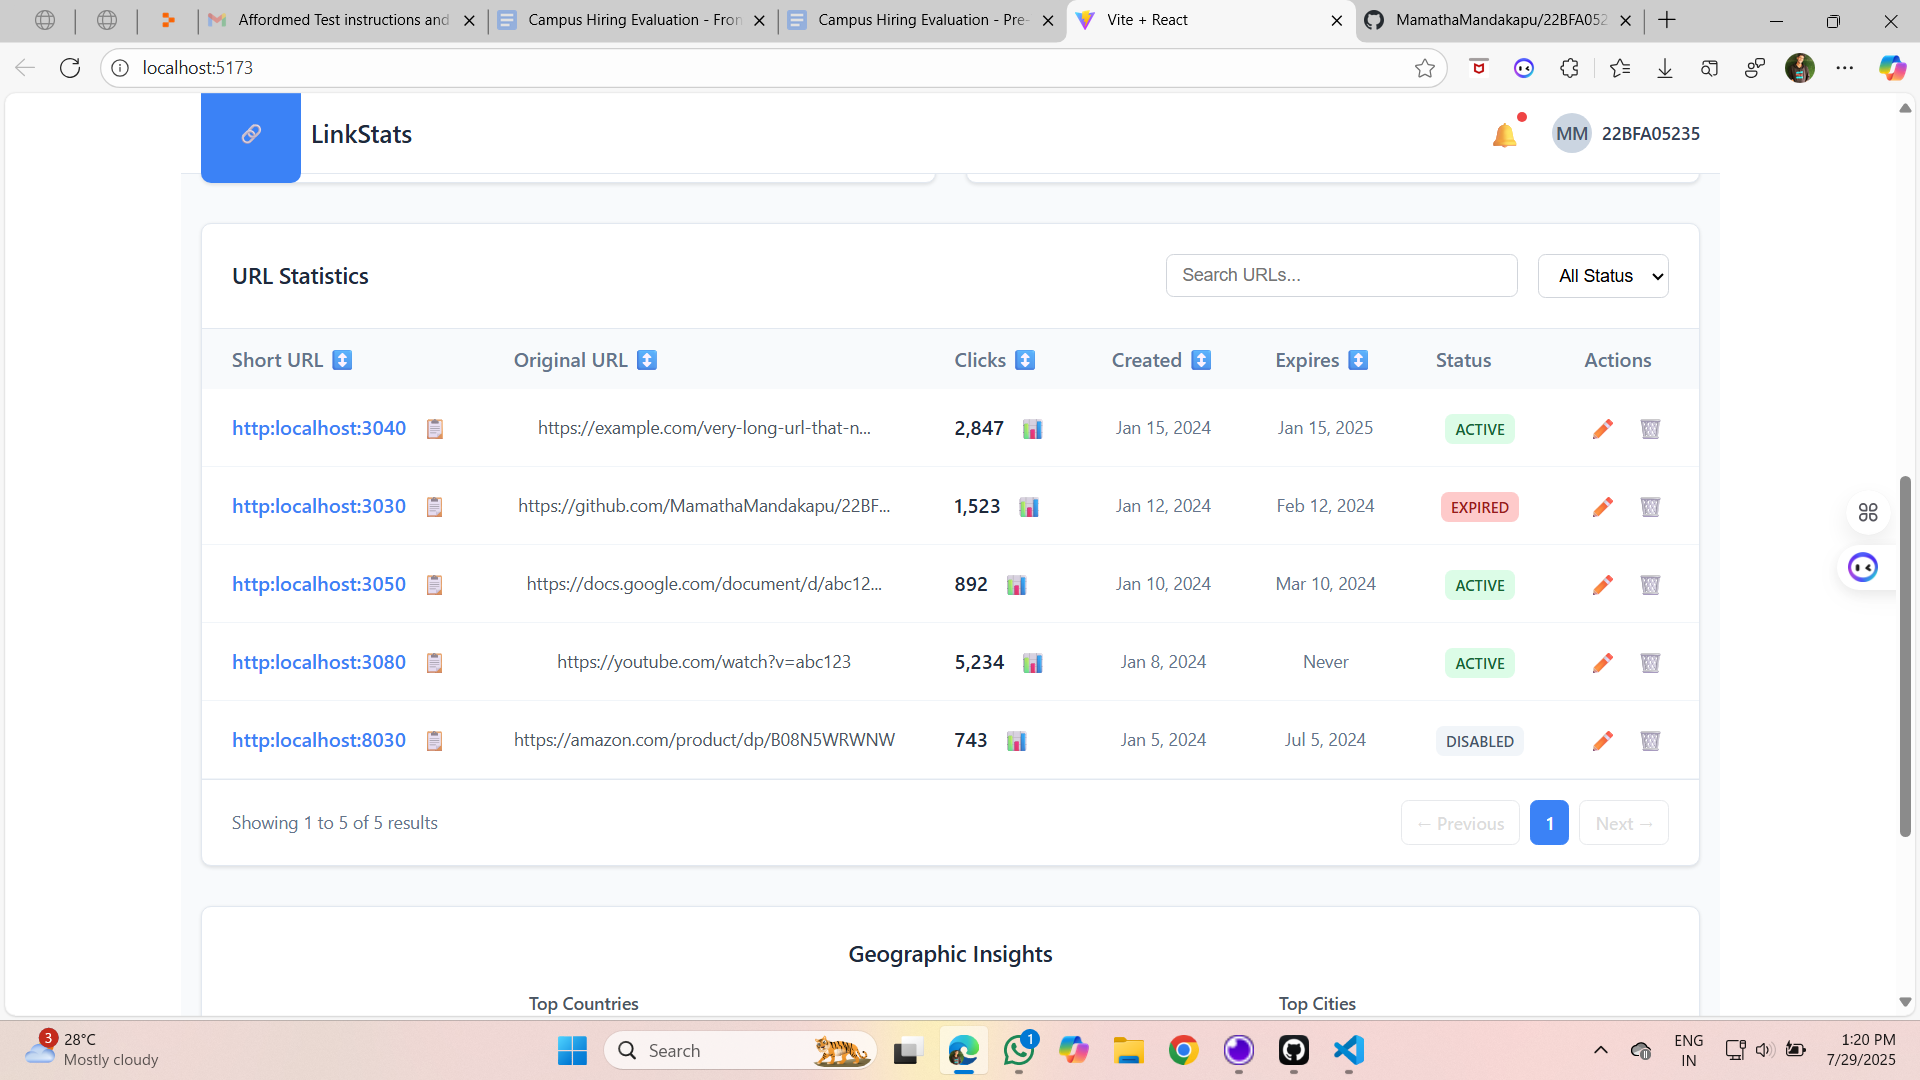 Affordmed Test instructions and
Campus Hiring Evaluation - Fron
Campus Hiring Evaluation - Pre-
Vite + React
MamathaMandakapu/22BFA052
localhost:5173
LinkStats
MM 22BFA05235
URL Statistics
Search URLs...
All Status
Short URL Original URL Clicks Created Expires Status Actions
http:localhost:3040 https://example.com/very-long-url-that-n... 2,847 Jan 15, 2024 Jan 15, 2025 ACTIVE
http:localhost:3030 https://github.com/MamathaMandakapu/22BF... 1,523 Jan 12, 2024 Feb 12, 2024 EXPIRED
http:localhost:3050 https://docs.google.com/document/d/abc12... 892 Jan 10, 2024 Mar 10, 2024 ACTIVE
http:localhost:3080 https://youtube.com/watch?v=abc123 5,234 Jan 8, 2024 Never ACTIVE
http:localhost:8030 https://amazon.com/product/dp/B08N5WRWNW 743 Jan 5, 2024 Jul 5, 2024 DISABLED
Showing 1 to 5 of 5 results
← Previous 1 Next →
Geographic Insights
Top Countries Top Cities
3
28°C
Mostly cloudy
Search
1
ENG
IN
1:20 PM
7/29/2025